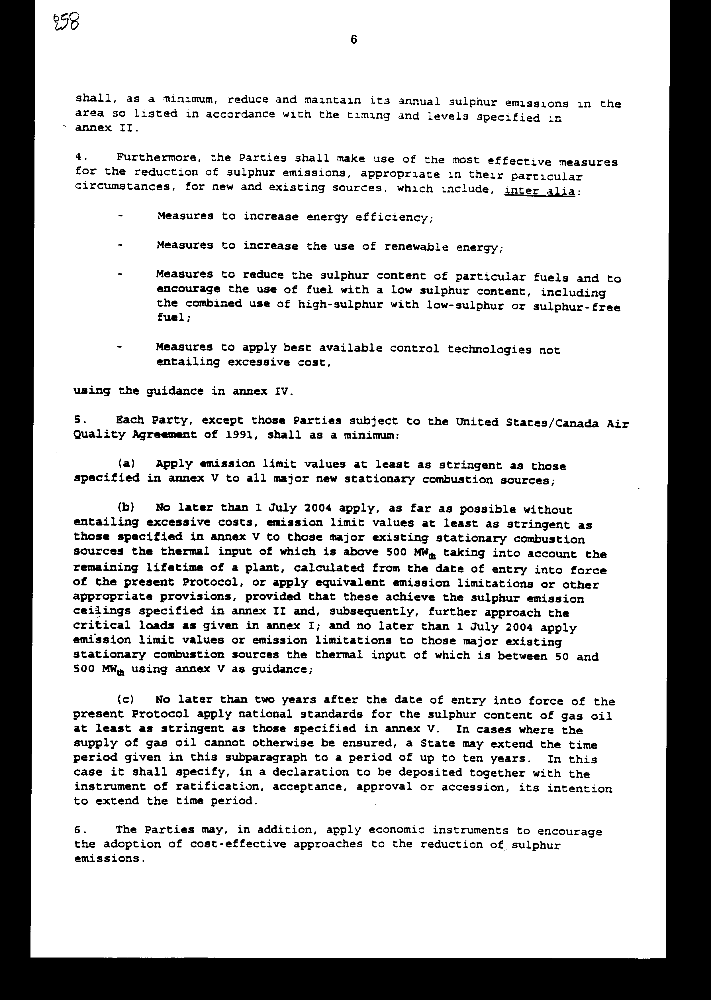 258
6
shall, as a minimum, reduce and maintain its annual sulphur emissions in the
area so listed in accordance with the timing and levels specified in
annex II.
4. Furthermore, the Parties shall make use of the most effective measures
for the reduction of sulphur emissions, appropriate in their particular
circumstances, for new and existing sources, which include, inter alia:
- Measures to increase energy efficiency;
- Measures to increase the use of renewable energy;
- Measures to reduce the sulphur content of particular fuels and to
encourage the use of fuel with a low sulphur content, including
the combined use of high-sulphur with low-sulphur or sulphur-free
fuel;
- Measures to apply best available control technologies not
entailing excessive cost,
using the guidance in annex IV.
5. Each Party, except those Parties subject to the United States/Canada Air
Quality Agreement of 1991, shall as a minimum:
(a) Apply emission limit values at least as stringent as those
specified in annex V to all major new stationary combustion sources;
(b) No later than 1 July 2004 apply, as far as possible without
entailing excessive costs, emission limit values at least as stringent as
those specified in annex V to those major existing stationary combustion
sources the thermal input of which is above 500 MWth taking into account the
remaining lifetime of a plant, calculated from the date of entry into force
of the present Protocol, or apply equivalent emission limitations or other
appropriate provisions, provided that these achieve the sulphur emission
ceilings specified in annex II and, subsequently, further approach the
critical loads as given in annex I; and no later than 1 July 2004 apply
emission limit values or emission limitations to those major existing
stationary combustion sources the thermal input of which is between 50 and
500 MWth using annex V as guidance;
(c) No later than two years after the date of entry into force of the
present Protocol apply national standards for the sulphur content of gas oil
at least as stringent as those specified in annex V. In cases where the
supply of gas oil cannot otherwise be ensured, a State may extend the time
period given in this subparagraph to a period of up to ten years. In this
case it shall specify, in a declaration to be deposited together with the
instrument of ratification, acceptance, approval or accession, its intention
to extend the time period.
6. The Parties may, in addition, apply economic instruments to encourage
the adoption of cost-effective approaches to the reduction of sulphur
emissions.